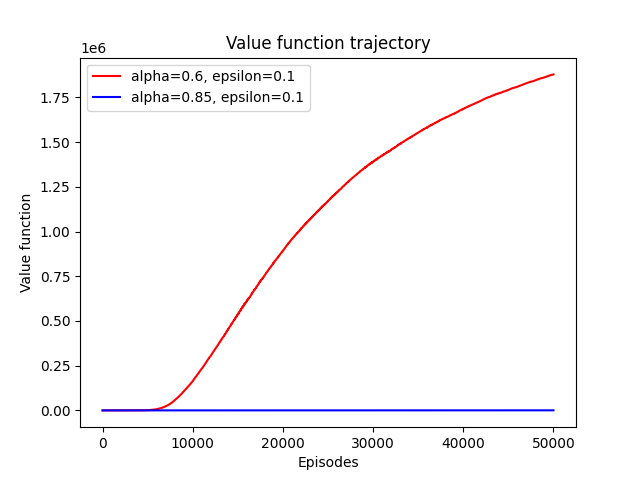 Value function trajectory
1e6
alpha=0.6, epsilon=0.1
alpha=0.85, epsilon=0.1
1.75
1.50
1.25
1.00
0.75
0.50
0.25
0.00
Value function
0 10000 20000 30000 40000 50000
Episodes